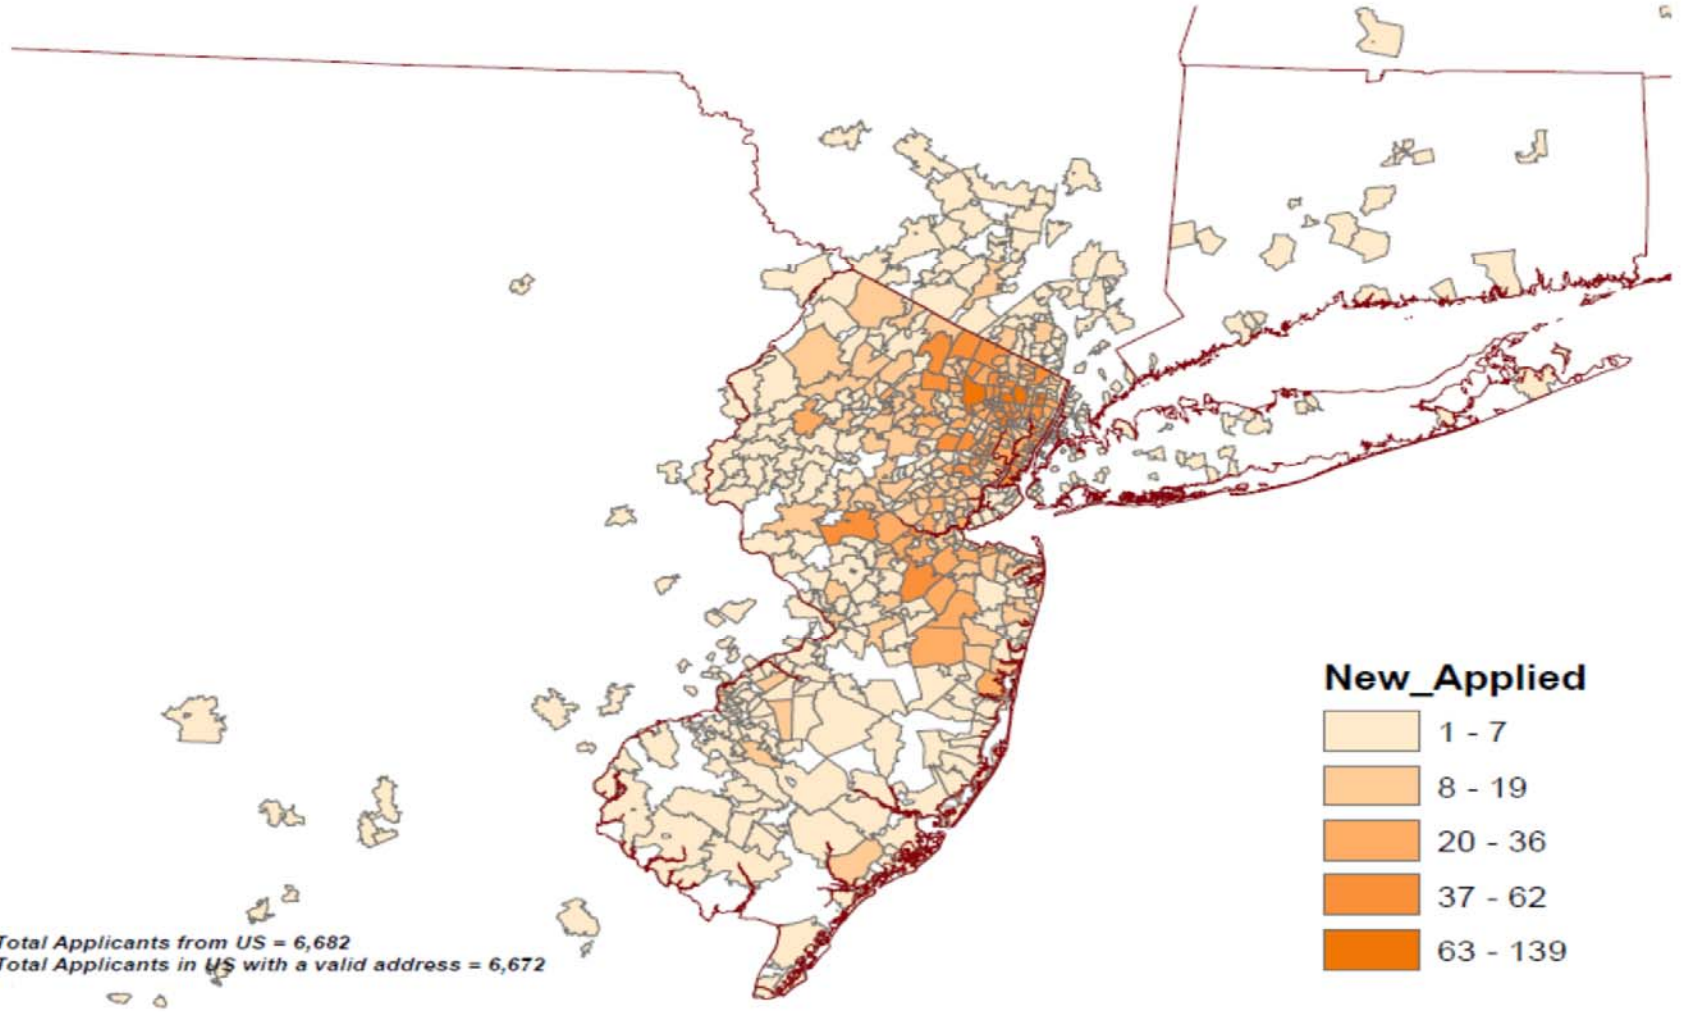 New_Applied
1 - 7
8 - 19
20 - 36
37 - 62
63 - 139
Total Applicants from US = 6,682
Total Applicants in US with a valid address = 6,672